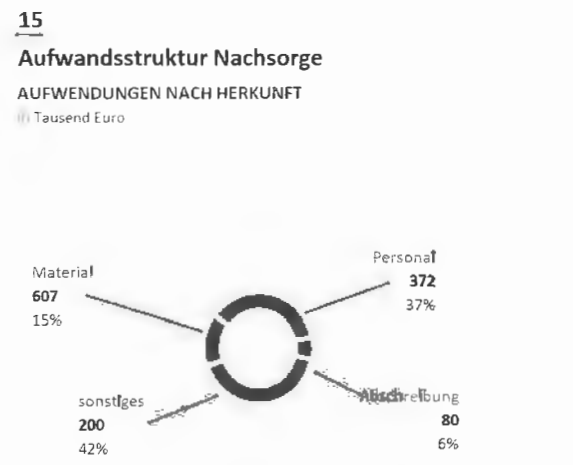 15
Aufwandsstruktur Nachsorge
AUFWENDUNGEN NACH HERKUNFT
Tausend Euro
Material
607
15%
Personal
372
37%
sonstiges
200
42%
80
6%